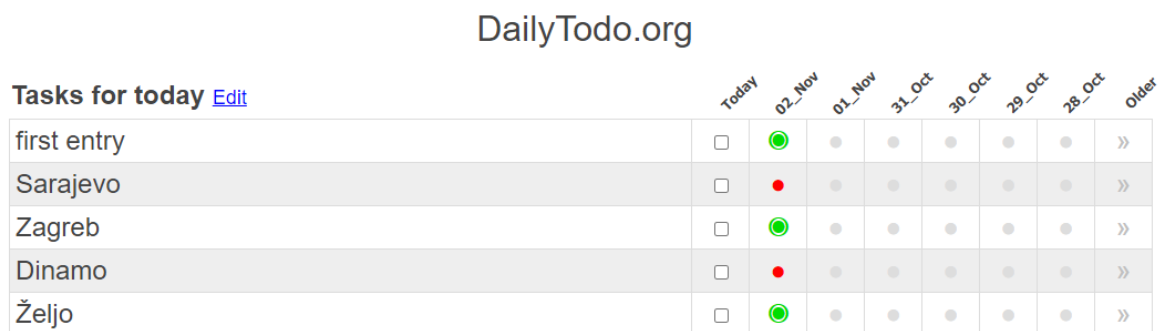 DailyTodo.org
Tasks for today Edit Today 02_Nov 01_Nov 31_Oct 30_Oct 29_Oct 28_Oct Older
first entry »
Sarajevo »
Zagreb »
Dinamo »
Željo »